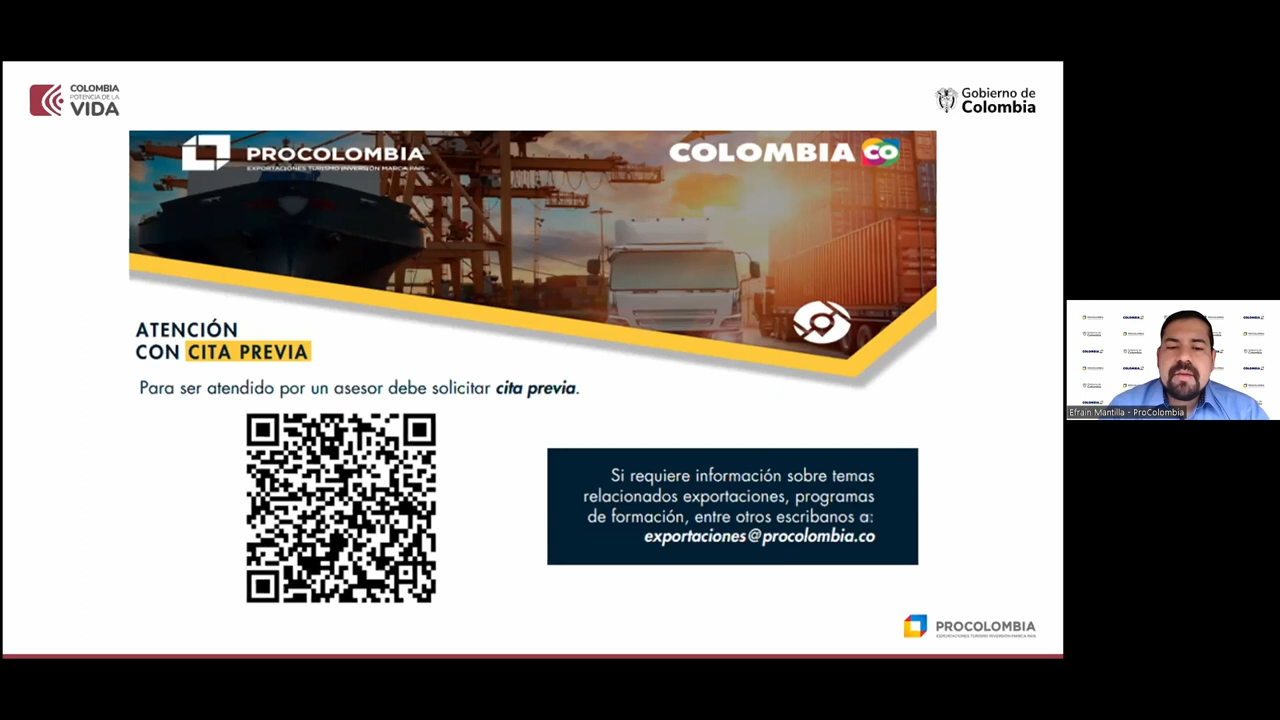 COLOMBIA
POTENCIA DE LA
VIDA
Gobierno de
Colombia
PROCOLOMBIA
EXPORTACIONES TURISMO INVERSIÓN MARCA PAÍS
COLOMBIA CO
ATENCIÓN
CON CITA PREVIA
Para ser atendido por un asesor debe solicitar cita previa.
Si requiere información sobre temas
relacionados exportaciones, programas
de formación, entre otros escribanos a:
exportaciones@procolombia.co
PROCOLOMBIA
EXPORTACIONES TURISMO INVERSIÓN MARCA PAÍS
Efraín Mantilla - ProColombia